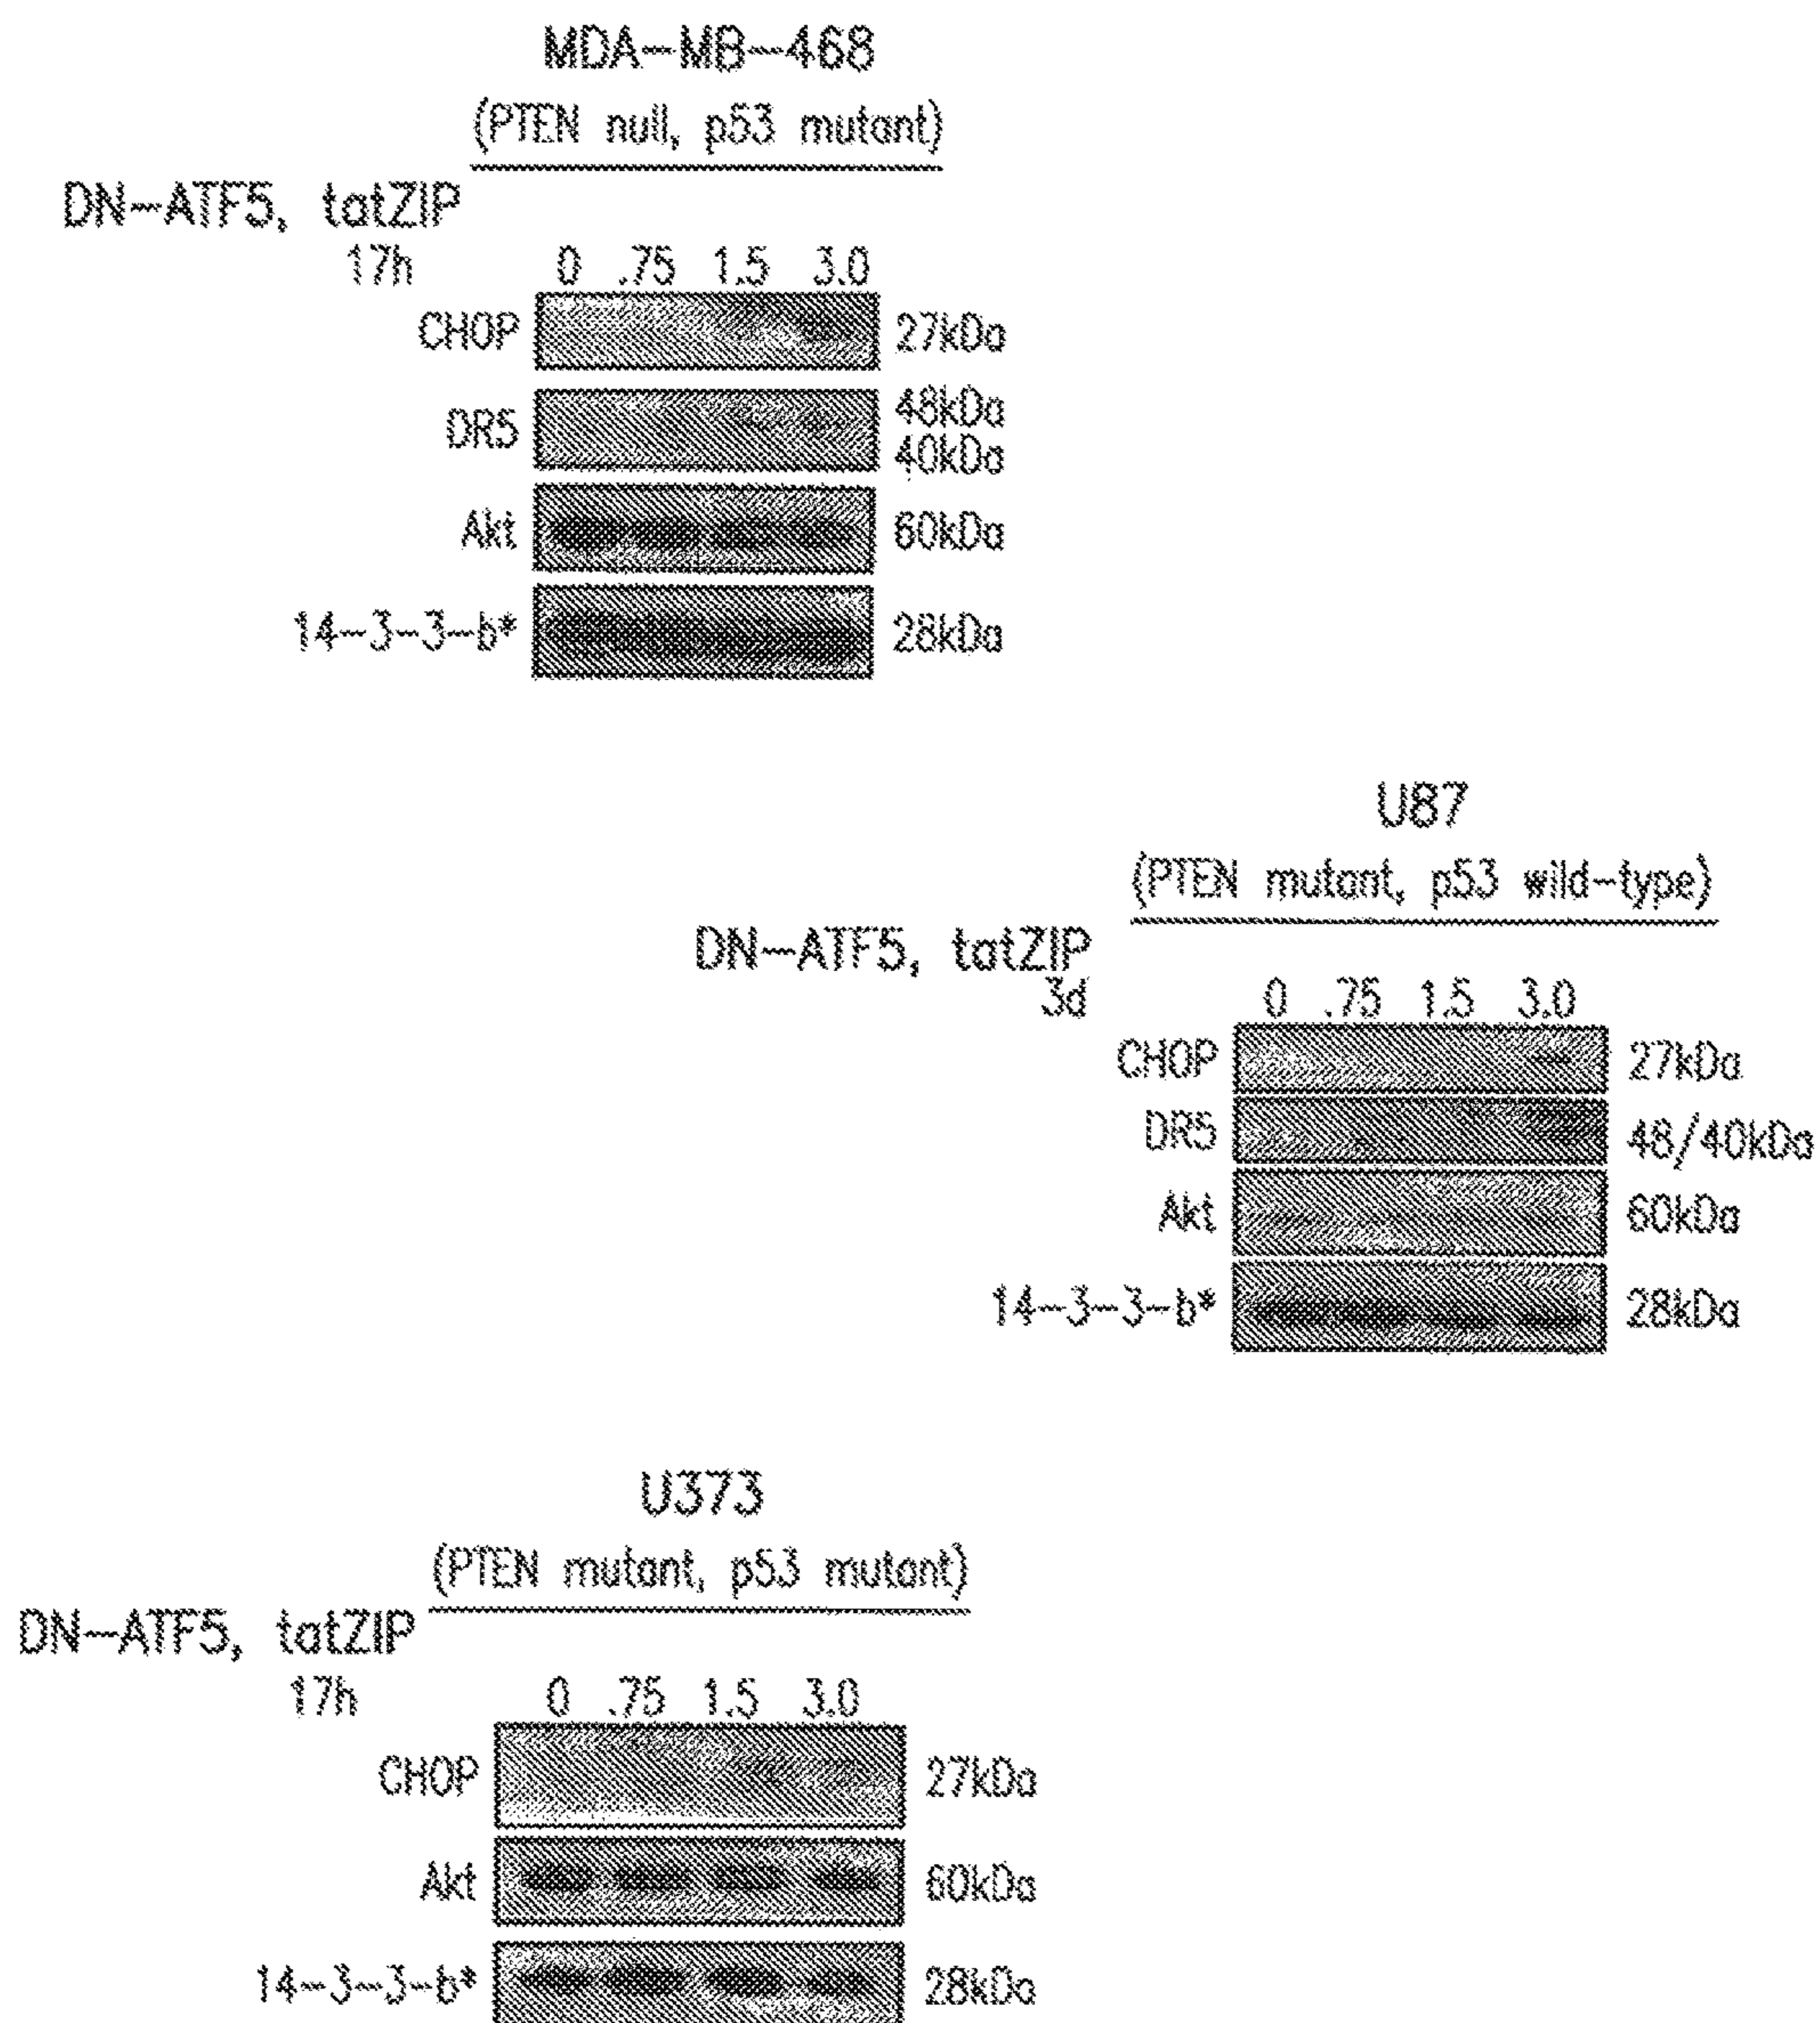 MDA-MB-468
(PTEN null, p53 mutant)
DN-ATF5, tatZIP
17h 0 .75 1.5 3.0
CHOP 27kDa
DR5 48kDa
40kDa
Akt 60kDa
14-3-3-b* 28kDa
U87
(PTEN mutant, p53 wild-type)
DN-ATF5, tatZIP
3d 0 .75 1.5 3.0
CHOP 27kDa
DR5 48/40kDa
Akt 60kDa
14-3-3-b* 28kDa
U373
(PTEN mutant, p53 mutant)
DN-ATF5, tatZIP
17h 0 .75 1.5 3.0
CHOP 27kDa
Akt 60kDa
14-3-3-b* 28kDa